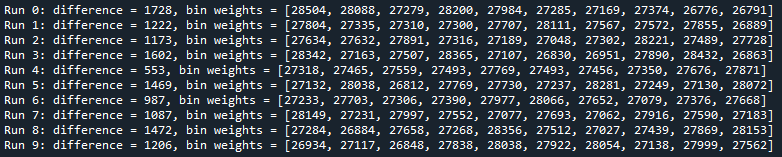 Run 0: difference = 1728, bin weights = [28504, 28088, 27279, 28200, 27984, 27285, 27169, 27374, 26776, 26791]
Run 1: difference = 1222, bin weights = [27804, 27335, 27310, 27300, 27707, 28111, 27567, 27572, 27855, 26889]
Run 2: difference = 1173, bin weights = [27634, 27632, 27891, 27316, 27189, 27048, 27302, 28221, 27489, 27728]
Run 3: difference = 1602, bin weights = [28342, 27163, 27507, 28365, 27107, 26830, 26951, 27890, 28432, 26863]
Run 4: difference = 553, bin weights = [27318, 27465, 27559, 27493, 27769, 27493, 27456, 27350, 27676, 27871]
Run 5: difference = 1469, bin weights = [27132, 28038, 26812, 27769, 27730, 27237, 28281, 27249, 27130, 28072]
Run 6: difference = 987, bin weights = [27233, 27703, 27306, 27390, 27977, 28066, 27652, 27079, 27376, 27668]
Run 7: difference = 1087, bin weights = [28149, 27231, 27997, 27552, 27077, 27693, 27062, 27916, 27590, 27183]
Run 8: difference = 1472, bin weights = [27284, 26884, 27658, 27268, 28356, 27512, 27027, 27439, 27869, 28153]
Run 9: difference = 1206, bin weights = [26934, 27117, 26848, 27838, 28038, 27922, 28054, 27138, 27999, 27562]